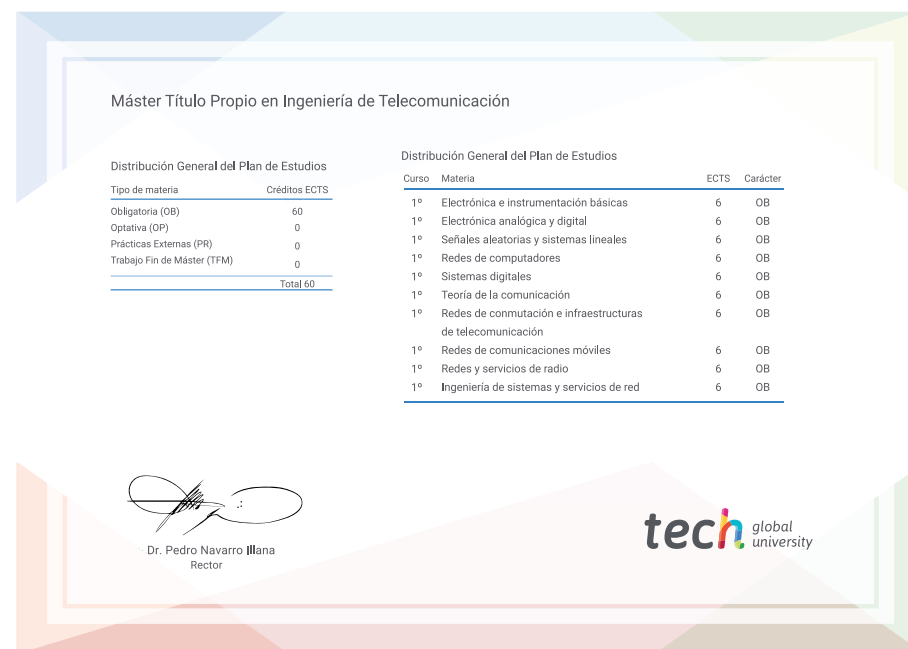 Máster Título Propio en Ingeniería de Telecomunicación
Distribución General del Plan de Estudios
Tipo de materia Créditos ECTS
Obligatoria (OB) 60
Optativa (OP) 0
Prácticas Externas (PR) 0
Trabajo Fin de Máster (TFM) 0
Total 60
Distribución General del Plan de Estudios
Curso Materia ECTS Carácter
1º Electrónica e instrumentación básicas 6 OB
1º Electrónica analógica y digital 6 OB
1º Señales aleatorias y sistemas lineales 6 OB
1º Redes de computadores 6 OB
1º Sistemas digitales 6 OB
1º Teoría de la comunicación 6 OB
1º Redes de conmutación e infraestructuras 6 OB
de telecomunicación
1º Redes de comunicaciones móviles 6 OB
1º Redes y servicios de radio 6 OB
1º Ingeniería de sistemas y servicios de red 6 OB
Dr. Pedro Navarro Illana
Rector
tech global
university